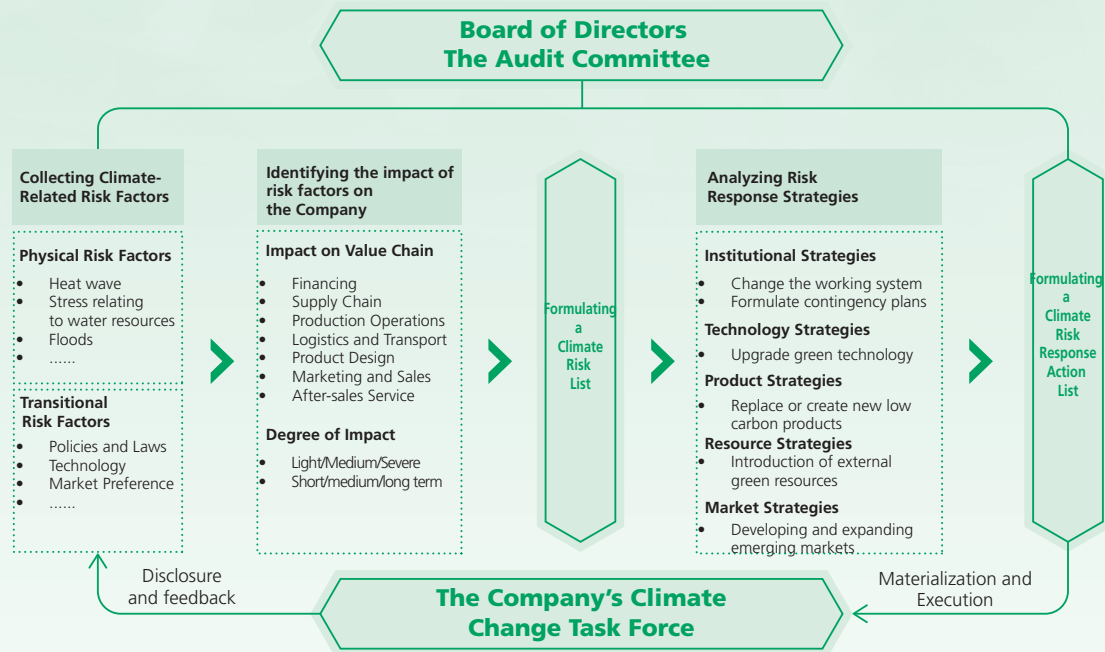 Board of Directors
The Audit Committee
Collecting Climate-
Related Risk Factors
Physical Risk Factors
• Heat wave
• Stress relating
to water resources
• Floods
• ......
Transitional
Risk Factors
• Policies and Laws
• Technology
• Market Preference
• ......
Identifying the impact of
risk factors on
the Company
Impact on Value Chain
• Financing
• Supply Chain
• Production Operations
• Logistics and Transport
• Product Design
• Marketing and Sales
• After-sales Service
Degree of Impact
• Light/Medium/Severe
• Short/medium/long term
Formulating
a
Climate
Risk
List
Analyzing Risk
Response Strategies
Institutional Strategies
• Change the working system
• Formulate contingency plans
Technology Strategies
• Upgrade green technology
Product Strategies
• Replace or create new low
carbon products
Resource Strategies
• Introduction of external
green resources
Market Strategies
• Developing and expanding
emerging markets
Formulating
a
Climate
Risk
Response
Action
List
Disclosure
and feedback
The Company’s Climate
Change Task Force
Materialization and
Execution